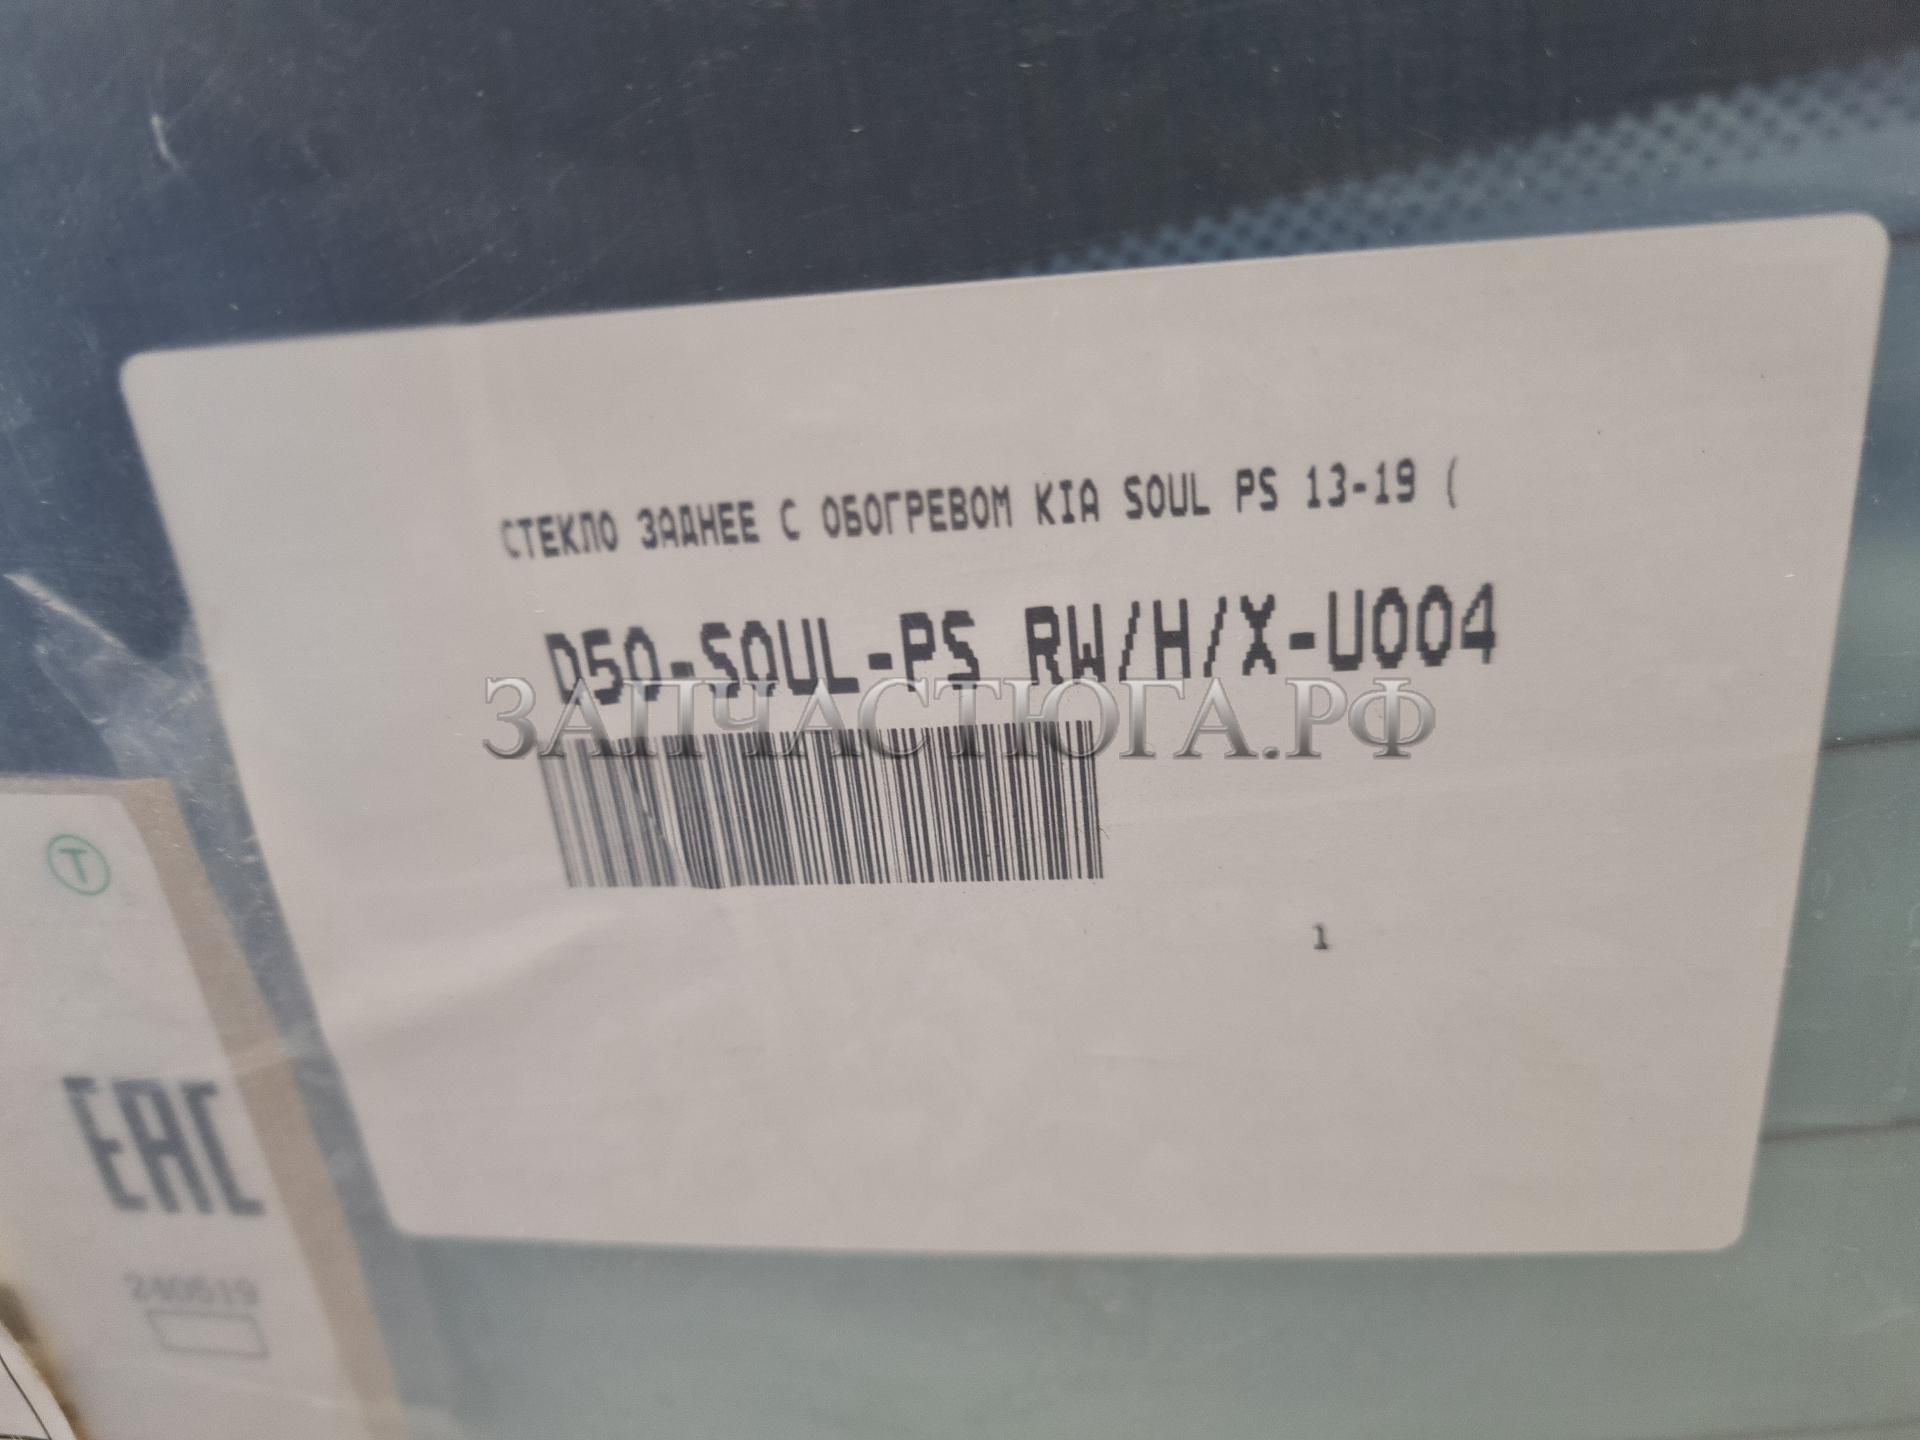 СТЕКЛО ЗАДНЕЕ С ОБОГРЕВОМ KIA SOUL PS 13-19 (
D50-SOUL-PS RW/H/X-U004
ЗАПЧАСТЮГА.РФ
1
T
EAC
240519